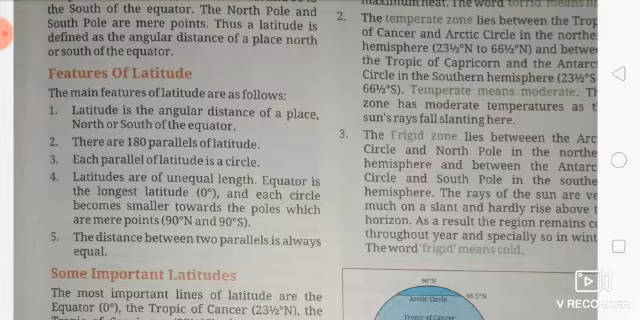 the South of the equator. The North Pole and
South Pole are mere points. Thus a latitude is
defined as the angular distance of a place north
or south of the equator.
Features Of Latitude
The main features of latitude are as follows:
1. Latitude is the angular distance of a place,
North or South of the equator.
2. There are 180 parallels of latitude.
3. Each parallel of latitude is a circle.
4. Latitudes are of unequal length. Equator is
the longest latitude (0°), and each circle
becomes smaller towards the poles which
are mere points (90°N and 90°S).
5. The distance between two parallels is always
equal.
Some Important Latitudes
The most important lines of latitude are the
Equator (0°), the Tropic of Cancer (23½°N), the
maximum heat. The word torrid means
2. The temperate zone lies between the Trop
of Cancer and Arctic Circle in the northe
hemisphere (23½°N to 66½°N) and betwe
the Tropic of Capricorn and the Antarc
Circle in the Southern hemisphere (23½°S
66½°S). Temperate means moderate. Th
zone has moderate temperatures as t
sun's rays fall slanting here.
3. The Frigid zone lies betweeen the Arc
Circle and North Pole in the northe
hemisphere and between the Antarc
Circle and South Pole in the southe
hemisphere. The rays of the sun are ve
much on a slant and hardly rise above t
horizon. As a result the region remains co
throughout year and specially so in wint
The word 'frigid' means cold.
90°N
Arctic Circle
66.5°N
Tropic of Cancer
V RECORDER